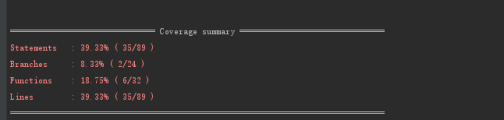 Coverage summary
Statements : 39.33% ( 35/89 )
Branches : 8.33% ( 2/24 )
Functions : 18.75% ( 6/32 )
Lines : 39.33% ( 35/89 )